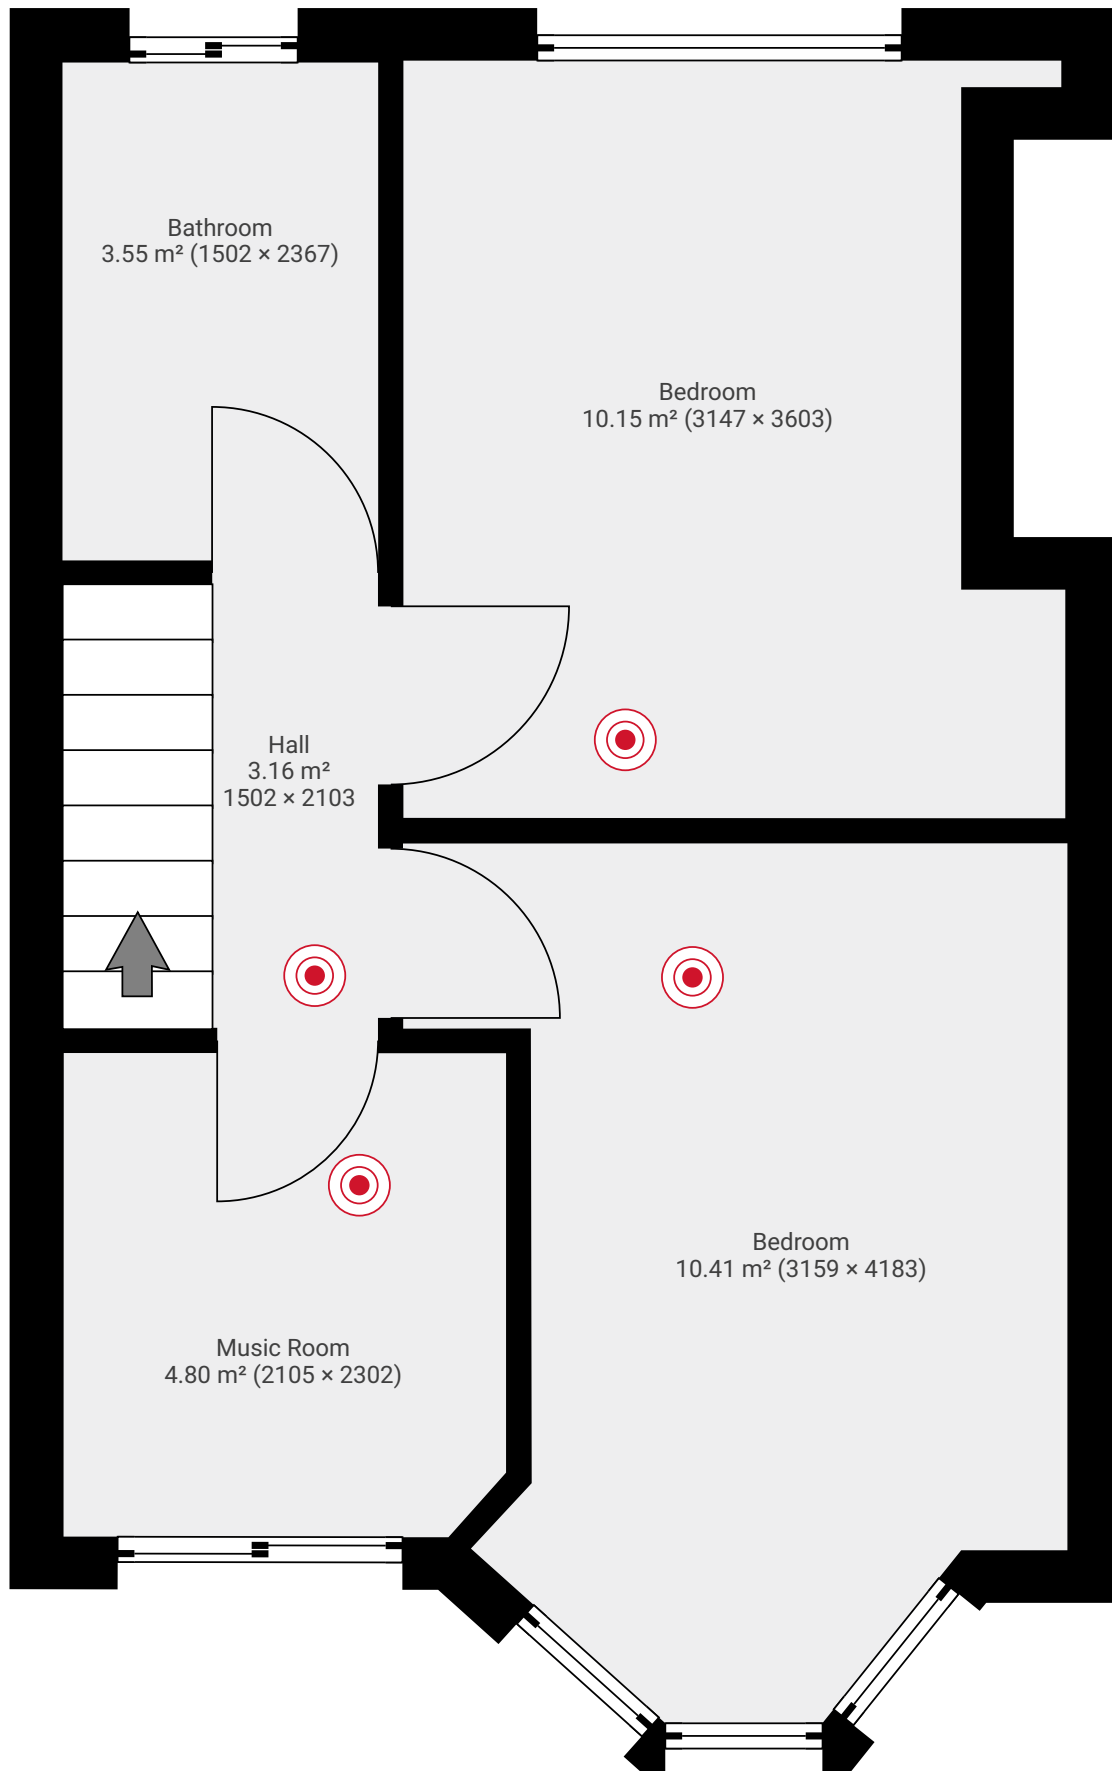 Bathroom
3.55 m² (1502 × 2367)
Bedroom
10.15 m² (3147 × 3603)
Hall
3.16 m²
1502 × 2103
Bedroom
10.41 m² (3159 × 4183)
Music Room
4.80 m² (2105 × 2302)